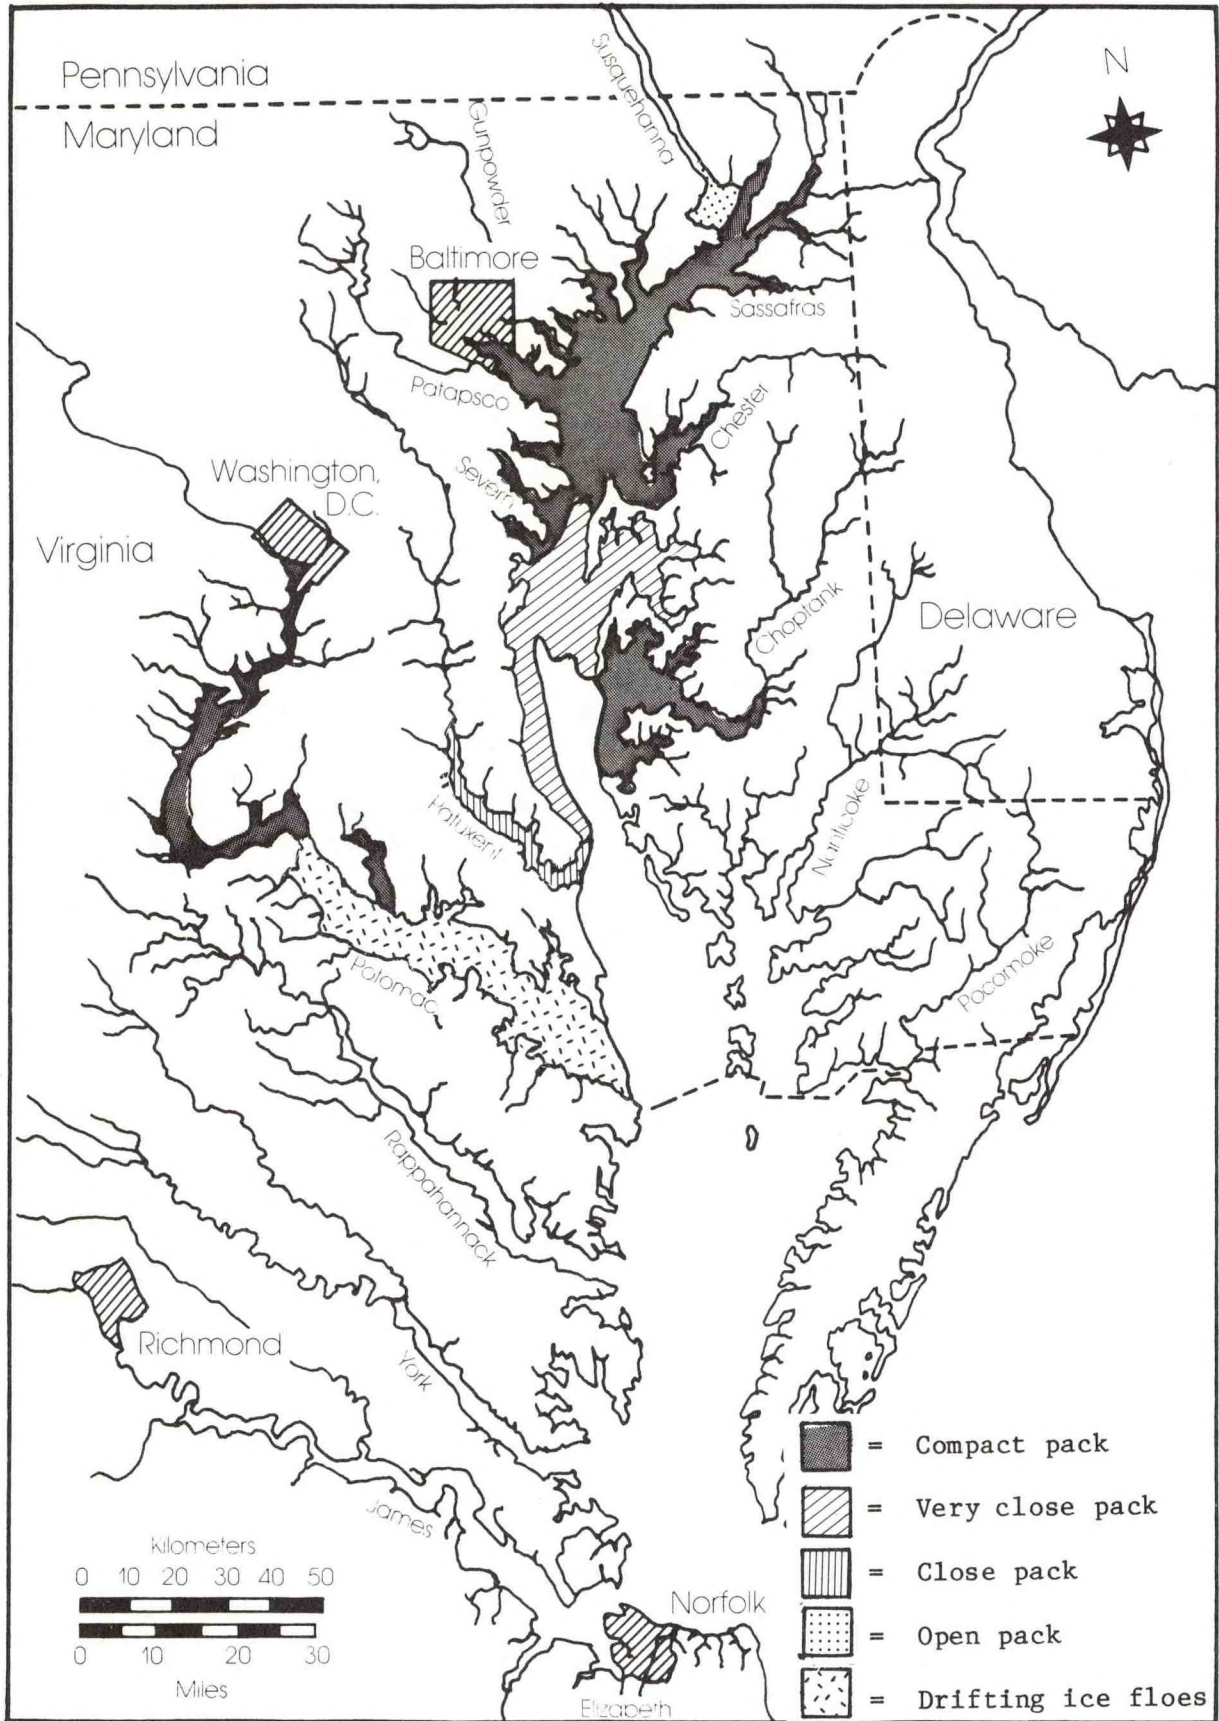 Pennsylvania
Maryland
Susquehanna
N
Gunpowder
Baltimore
Sassafras
Patapsco
Chester
Severn
Washington,
D.C.
Virginia
Choptank
Delaware
Nanticoke
Patuxent
Potomac
Pocomoke
Rappahannack
Richmond
York
James
Norfolk
Elizabeth
kilometers
0 10 20 30 40 50
0 10 20 30
Miles
= Compact pack
= Very close pack
= Close pack
= Open pack
= Drifting ice floes